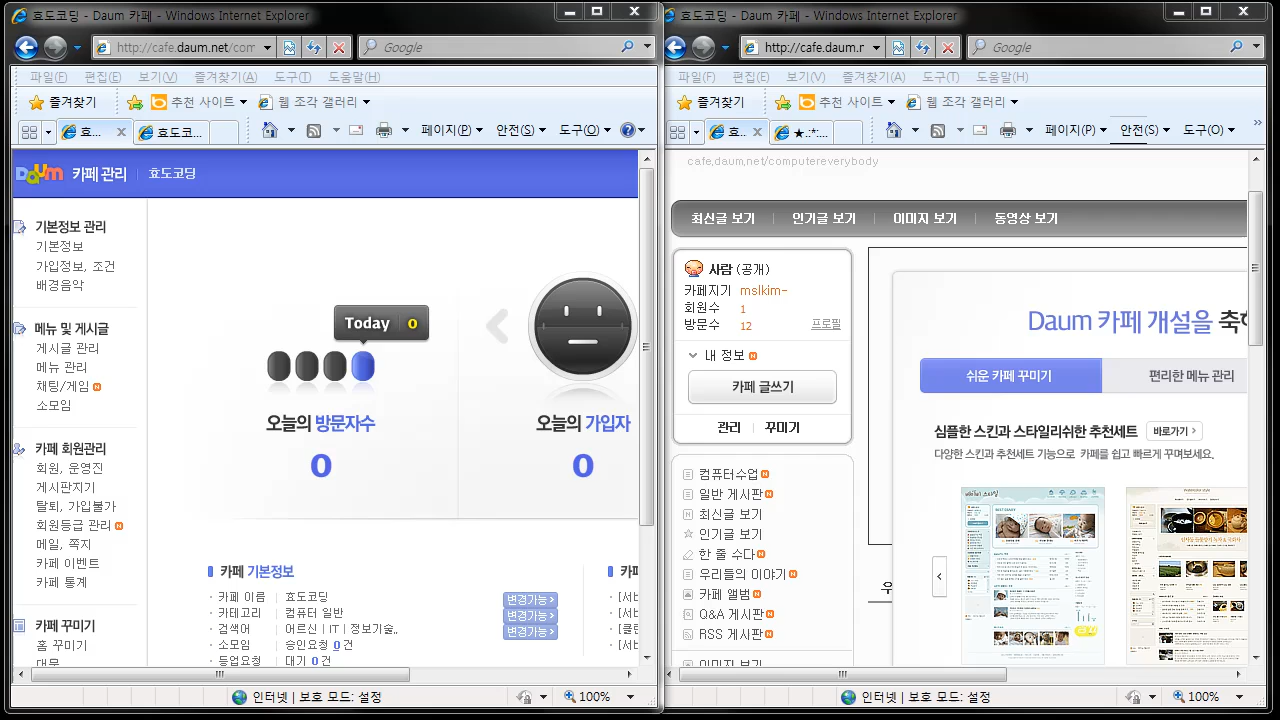 효도코딩 - Daum 카페 - Windows Internet Explorer
http://cafe.daum.net/com
Google
파일(F) 편집(E) 보기(V) 즐겨찾기(A) 도구(T) 도움말(H)
즐겨찾기 추천 사이트 웹 조각 갤러리
효... 효도코... 페이지(P) 안전(S) 도구(O)
Daum 카페 관리 효도코딩
기본정보 관리
기본정보
가입정보, 조건
배경음악
메뉴 및 게시글
게시글 관리
메뉴 관리
채팅/게임 N
소모임
카페 회원관리
회원, 운영진
게시판지기
탈퇴, 가입불가
회원등급 관리 N
메일, 쪽지
카페 이벤트
카페 통계
카페 꾸미기
홈 꾸미기
대문
Today 0
오늘의 방문자수
0
오늘의 가입자
0
카페 기본정보
카페 이름 효도코딩 변경가능>
카테고리 변경가능>
검색어 어르신 | IT | 정보기술,, 변경가능>
소모임 승인요청 0 건
등업요청 대기 0 건
인터넷 | 보호 모드: 설정 100%
효도코딩 - Daum 카페 - Windows Internet Explorer
http://cafe.daum.r
Google
파일(F) 편집(E) 보기(V) 즐겨찾기(A) 도구(T) 도움말(H)
즐겨찾기 추천 사이트 웹 조각 갤러리
효.. ★.:*:... 페이지(P) 안전(S) 도구(O)
cafe.daum.net/computereverybody
최신글 보기 인기글 보기 이미지 보기 동영상 보기
사람 (공개)
카페지기 mslkim~
회원수 1
방문수 12 프로필
내 정보 N
카페 글쓰기
관리 꾸미기
컴퓨터수업 N
일반 게시판 N
최신글 보기
인기글 보기
한 줄 수다 N
우리들의 이야기 N
카페 앨범 N
Q&A 게시판 N
RSS 게시판 N
이미지 보기
Daum 카페 개설을 축
쉬운 카페 꾸미기 편리한 메뉴 관리
심플한 스킨과 스타일리쉬한 추천세트 바로가기 >
다양한 스킨과 추천세트 기능으로 카페를 쉽고 빠르게 꾸며보세요.
인터넷 | 보호 모드: 설정 100%